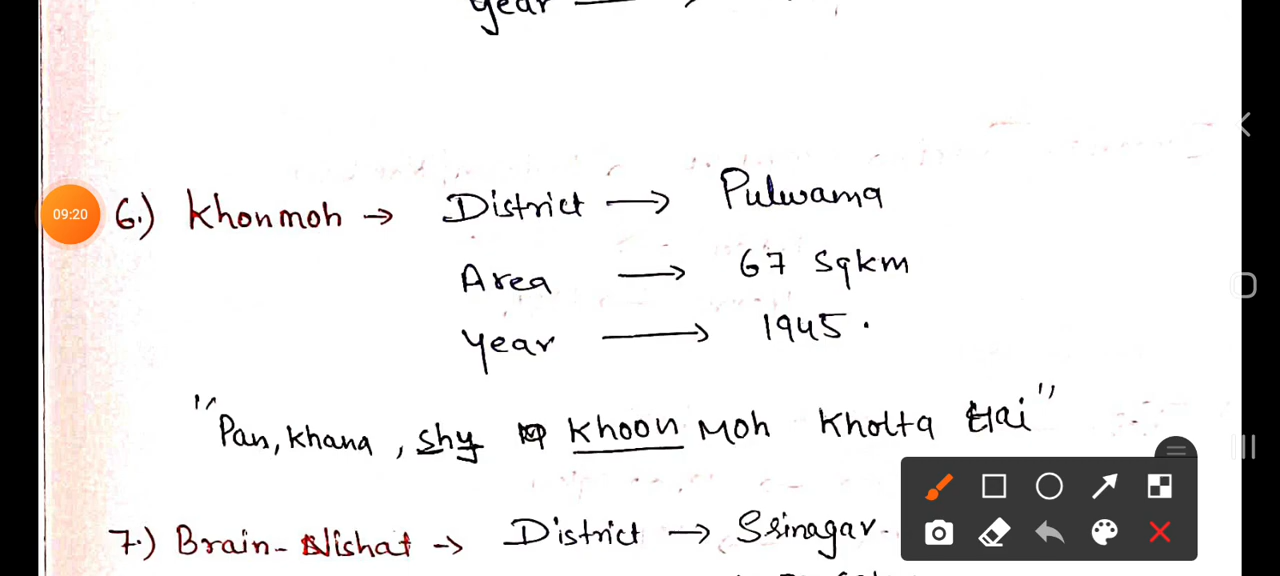 year →
09:20
6.) Khonmoh → District → Pulwama
Area → 67 Sqkm
year → 1945.
"Pan, Khana, shy Khoon Moh Kholta Hai"
7.) Brain-Nishat → District → Srinagar.